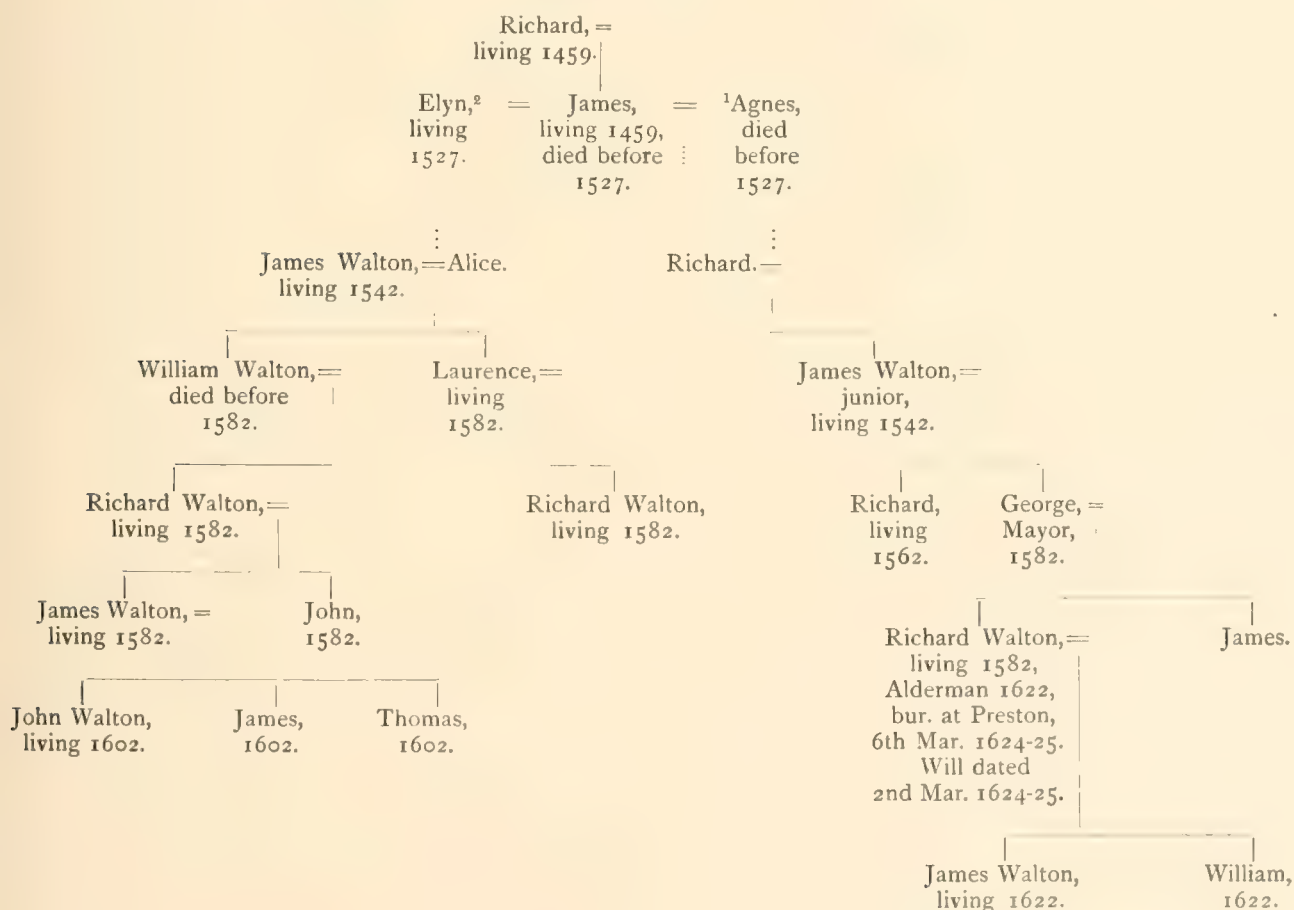 Richard, =
living 1459.
Elyn,² = James, = ¹Agnes,
living living 1459, died
1527. died before before
1527. 1527.
James Walton,=Alice. Richard.—
living 1542.
William Walton,= Laurence,= James Walton,=
died before living junior,
1582. 1582. living 1542.
Richard Walton,= Richard Walton, Richard, George, =
living 1582. living 1582. living Mayor,
1562. 1582.
James Walton, = John, Richard Walton,= James.
living 1582. 1582. living 1582,
Alderman 1622,
John Walton, James, Thomas, bur. at Preston,
living 1602. 1602. 1602. 6th Mar. 1624-25.
Will dated
2nd Mar. 1624-25.
James Walton, William,
living 1622. 1622.